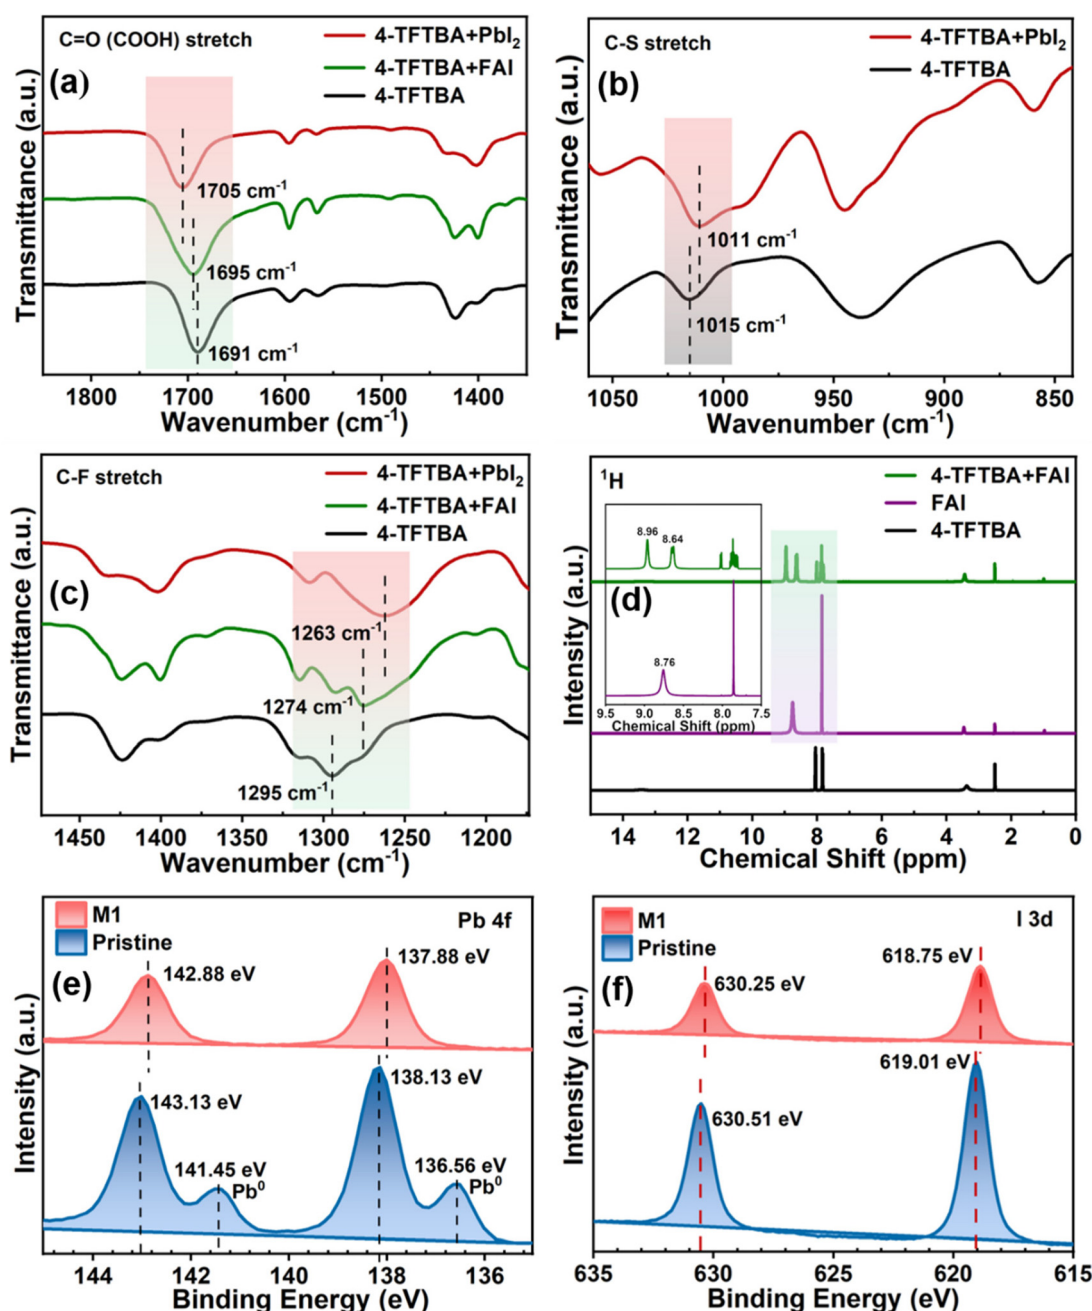 C=O (COOH) stretch
4-TFTBA+PbI₂
4-TFTBA+FAI
4-TFTBA
(a)
1705 cm⁻¹
1695 cm⁻¹
1691 cm⁻¹
Transmittance (a.u.)
1800 1700 1600 1500 1400
Wavenumber (cm⁻¹)
C-S stretch
4-TFTBA+PbI₂
4-TFTBA
(b)
1011 cm⁻¹
1015 cm⁻¹
Transmittance (a.u.)
1050 1000 950 900 850
Wavenumber (cm⁻¹)
C-F stretch
4-TFTBA+PbI₂
4-TFTBA+FAI
4-TFTBA
(c)
1263 cm⁻¹
1274 cm⁻¹
1295 cm⁻¹
Transmittance (a.u.)
1450 1400 1350 1300 1250 1200
Wavenumber (cm⁻¹)
¹H
4-TFTBA+FAI
FAI
4-TFTBA
8.96
8.64
(d)
8.76
9.5 9.0 8.5 8.0 7.5
Chemical Shift (ppm)
Intensity (a.u.)
14 12 10 8 6 4 2 0
Chemical Shift (ppm)
M1
Pristine
Pb 4f
(e)
142.88 eV
137.88 eV
143.13 eV
138.13 eV
141.45 eV
Pb⁰
136.56 eV
Pb⁰
Intensity (a.u.)
144 142 140 138 136
Binding Energy (eV)
M1
Pristine
I 3d
(f)
630.25 eV
618.75 eV
619.01 eV
630.51 eV
Intensity (a.u.)
635 630 625 620 615
Binding Energy (eV)